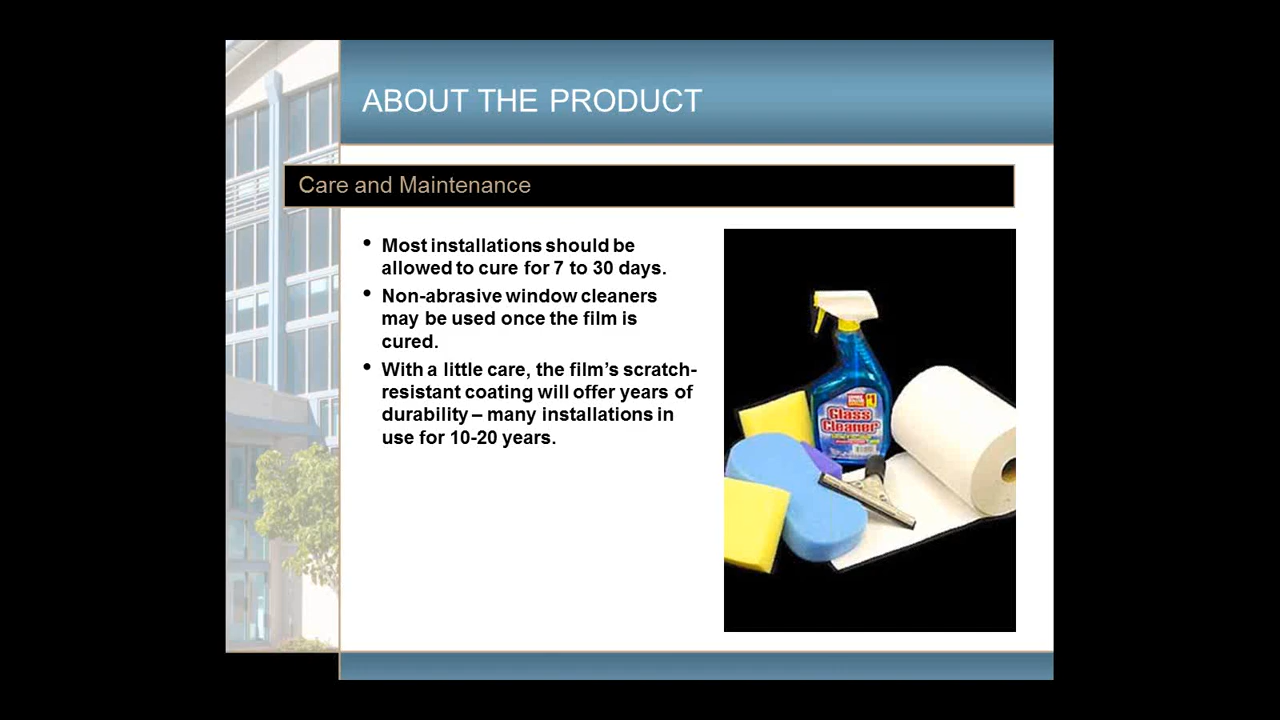 ABOUT THE PRODUCT
Care and Maintenance
• Most installations should be
allowed to cure for 7 to 30 days.
• Non-abrasive window cleaners
may be used once the film is
cured.
• With a little care, the film’s scratch-
resistant coating will offer years of
durability – many installations in
use for 10-20 years.
#1
Glass
Cleaner